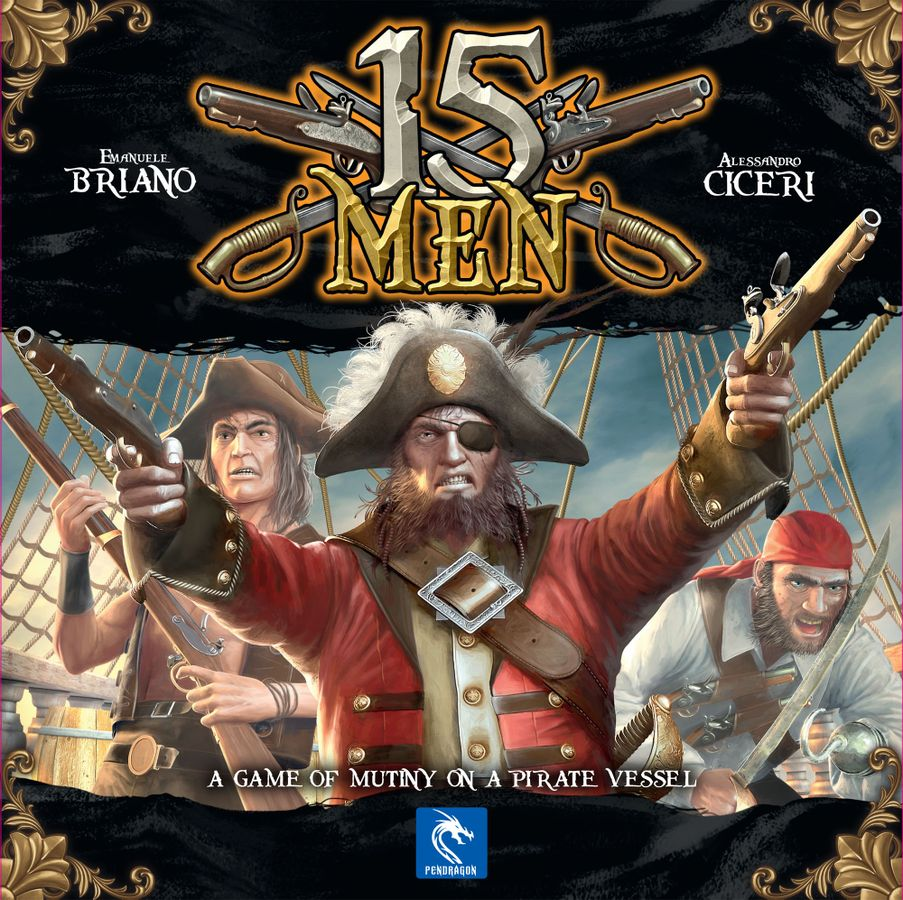 15
MEN
EMANUELE
BRIANO
ALESSANDRO
CICERI
A GAME OF MUTINY ON A PIRATE VESSEL
PENDRAGON